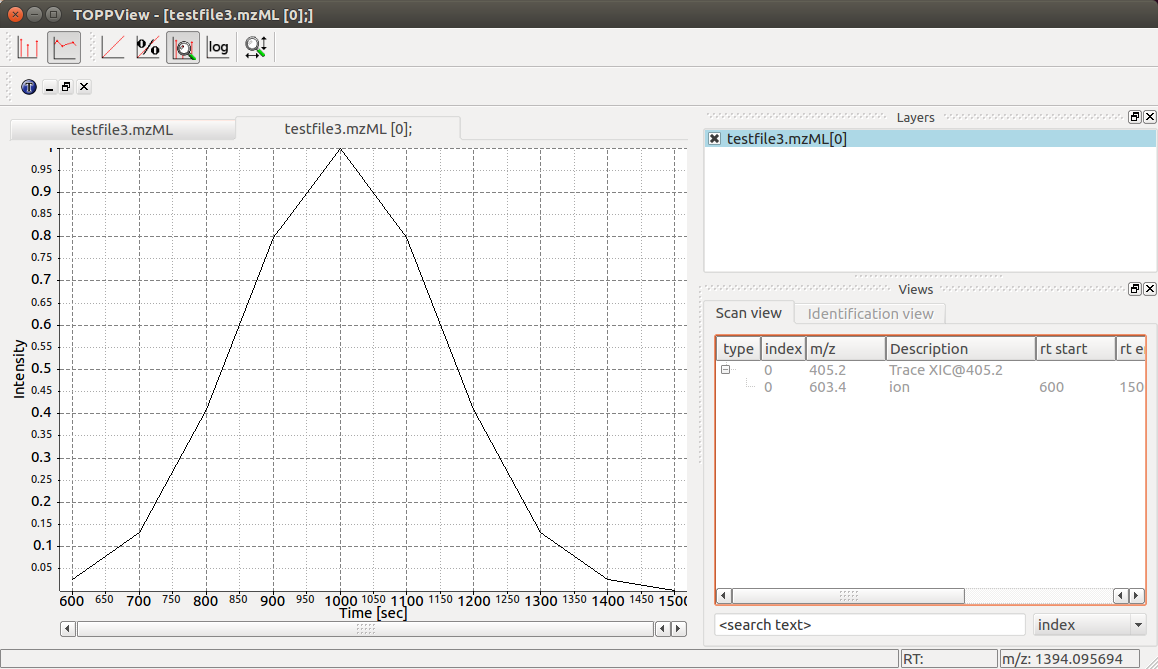 TOPPView - [testfile3.mzML [0];]
% log
T
testfile3.mzML testfile3.mzML [0];
Layers
testfile3.mzML[0]
Views
Scan view Identification view
type index m/z Description rt start rt e
0 405.2 Trace XIC@405.2
0 603.4 ion 600 150
<search text> index
Intensity
1
0.95
0.9
0.85
0.8
0.75
0.7
0.65
0.6
0.55
0.5
0.45
0.4
0.35
0.3
0.25
0.2
0.15
0.1
0.05
600 650 700 750 800 850 900 950 1000 1050 1100 1150 1200 1250 1300 1350 1400 1450 1500
Time [sec]
RT: m/z: 1394.095694